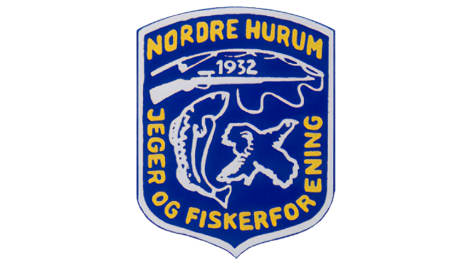 NORDRE HURUM
1932
JEGER OG FISKERFORENING